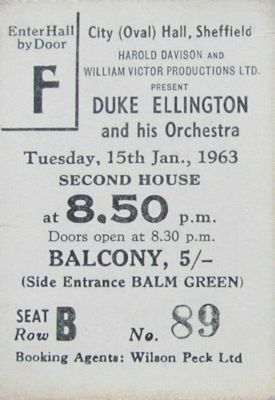 Enter Hall
by Door
F
City (Oval) Hall, Sheffield
HAROLD DAVISON and
WILLIAM VICTOR PRODUCTIONS LTD.
PRESENT
DUKE ELLINGTON
and his Orchestra
Tuesday, 15th Jan., 1963
SECOND HOUSE
at 8.50 p.m.
Doors open at 8.30 p.m.
BALCONY, 5/–
(Side Entrance BALM GREEN)
SEAT
Row B No. 89
Booking Agents: Wilson Peck Ltd